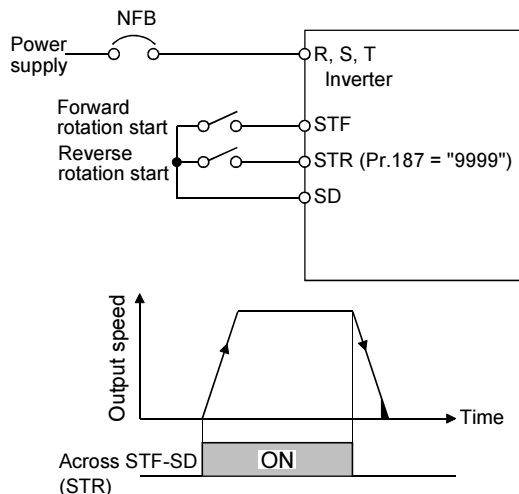 NFB
Power
supply
R, S, T
Inverter
Forward
rotation start
STF
Reverse
rotation start
STR (Pr.187 = "9999")
SD
Output speed
Time
Across STF-SD
(STR)
ON